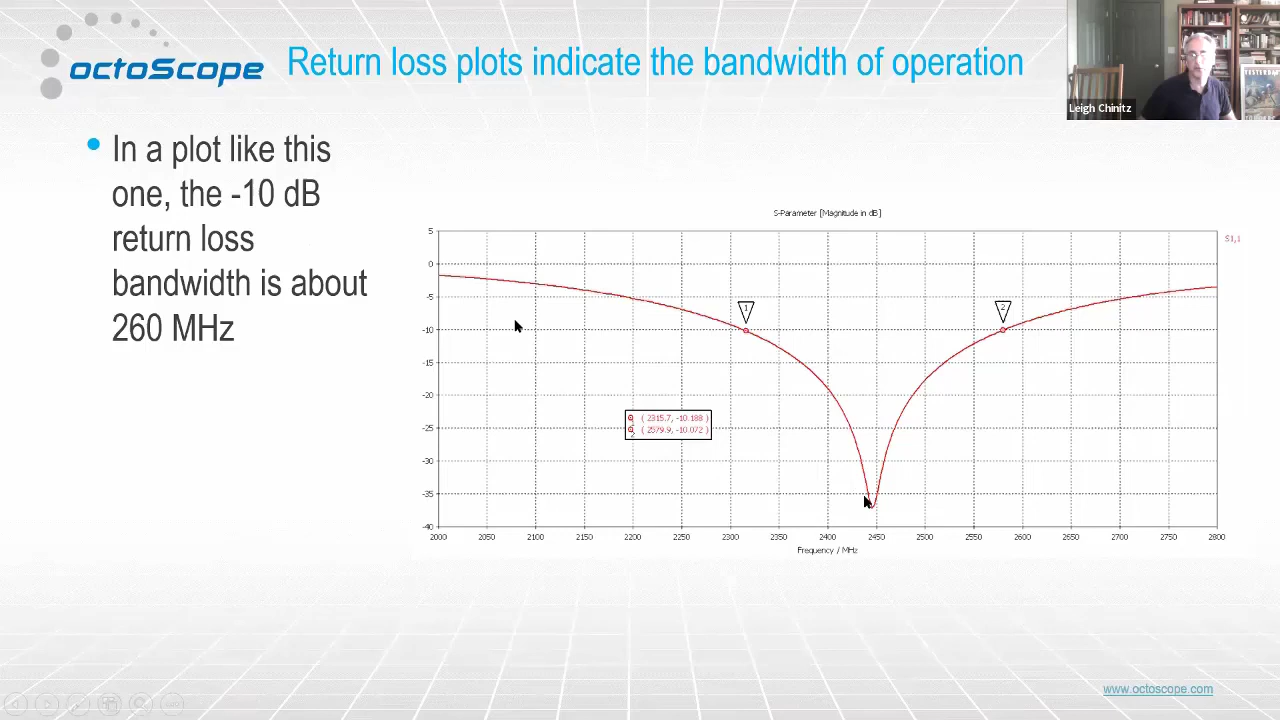 octoScope
Return loss plots indicate the bandwidth of operation
Leigh Chinitz
In a plot like this
one, the -10 dB
return loss
bandwidth is about
260 MHz
S-Parameter [Magnitude in dB]
S1,1
5
0
-5
-10
-15
-20
-25
-30
-35
-40
1
2
( 2315.7, -10.188 )
( 2579.9, -10.072 )
2000 2050 2100 2150 2200 2250 2300 2350 2400 2450 2500 2550 2600 2650 2700 2750 2800
Frequency / MHz
www.octoscope.com